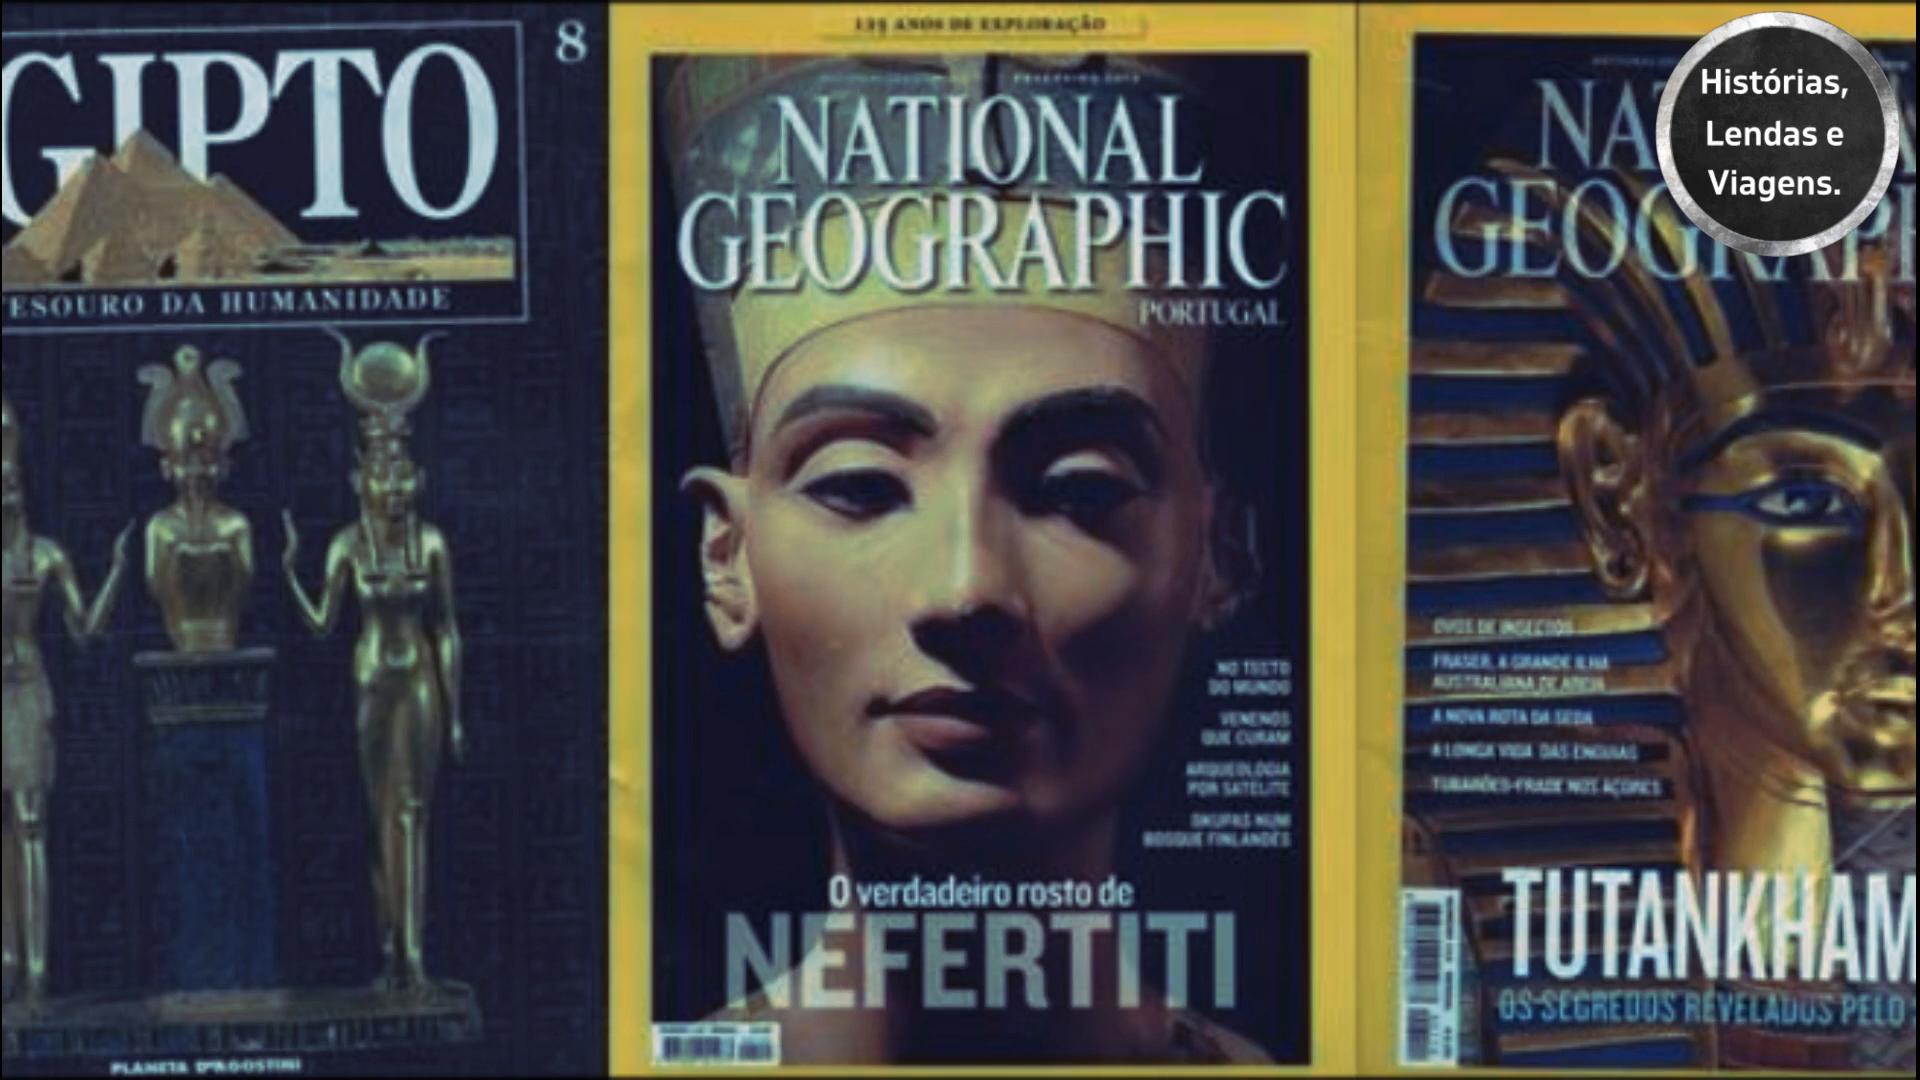 GIPTO
8
TESOURO DA HUMANIDADE
PLANETA DEAGOSTINI
125 ANOS DE EXPLORAÇÃO
NATIONAL
GEOGRAPHIC
PORTUGAL
NO TECTO
DO MUNDO
VENENOS
QUE CURAM
ARQUEOLOGIA
POR SATÉLITE
OKUPAS NUM
BOSQUE FINLANDÊS
O verdadeiro rosto de
NEFERTITI
NA
GEOGRAPH
OVOS DE INSECTOS
FRASER, A GRANDE ILHA
AUSTRALIANA DE AREIA
A NOVA ROTA DA SEDA
A LONGA VIDA DAS ENGUIAS
TUBARÕES-FRADE NOS AÇORES
TUTANKHAM
OS SEGREDOS REVELADOS PELO
Histórias,
Lendas e
Viagens.